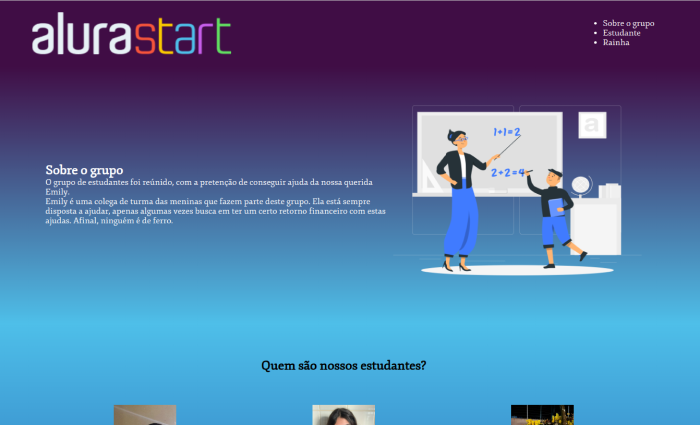 alurastart
Sobre o grupo
Estudante
Rainha
1+1=2
a
2+2=4
Sobre o grupo
O grupo de estudantes foi reúnido, com a pretenção de conseguir ajuda da nossa querida
Emily.
Emily é uma colega de turma das meninas que fazem parte deste grupo. Ela está sempre
disposta a ajudar, apenas algumas vezes busca em ter um certo retorno financeiro com estas
ajudas. Afinal, ninguém é de ferro.
Quem são nossos estudantes?